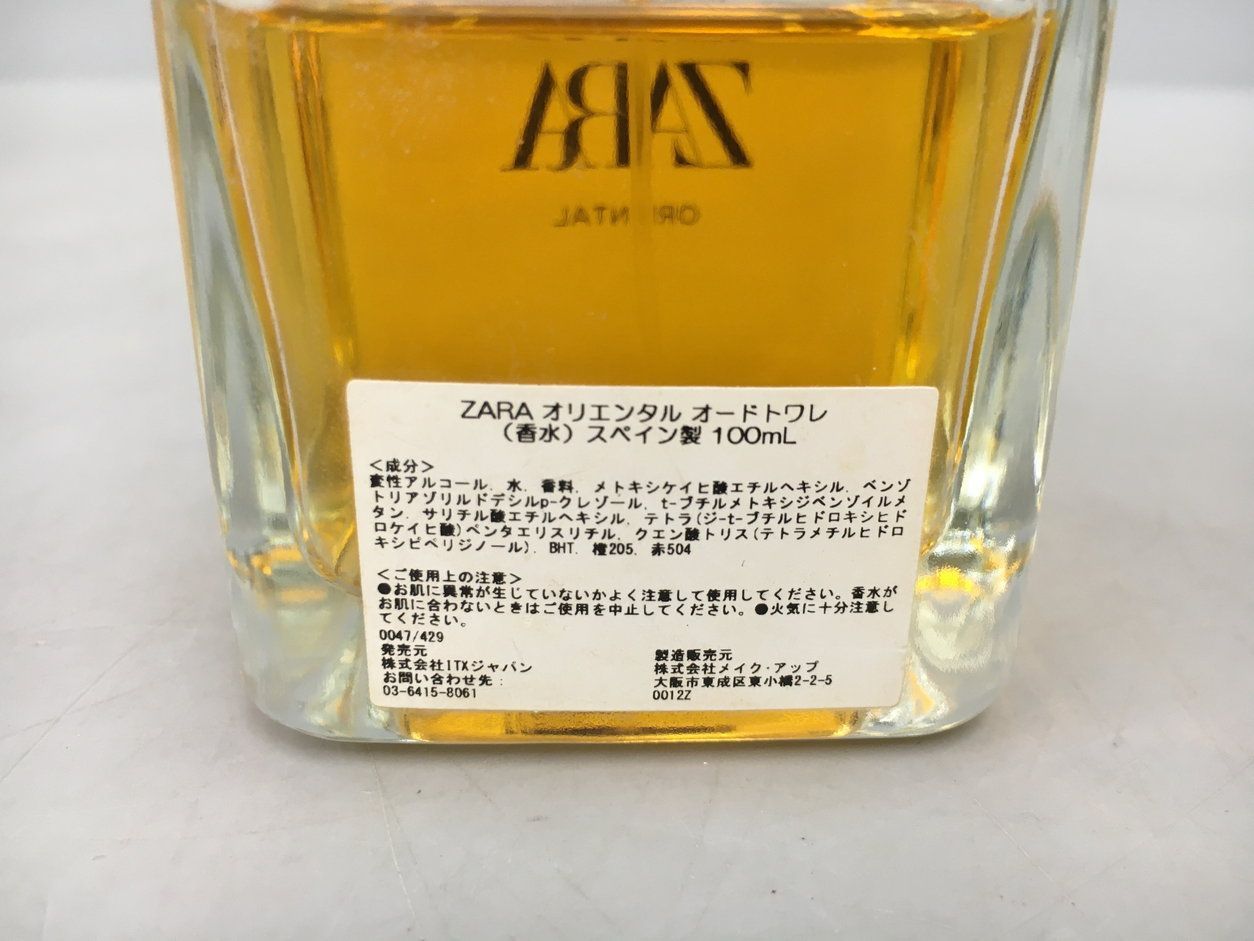 ZARA
ORIENTAL
ZARA オリエンタル オードトワレ
（香水）スペイン製 100mL
＜成分＞
変性アルコール、水、香料、メトキシケイヒ酸エチルヘキシル、ベンゾ
トリアゾリルドデシルp-クレゾール、t-ブチルメトキシジベンゾイルメ
タン、サリチル酸エチルヘキシル、テトラ(ジ-t-ブチルヒドロキシヒド
ロケイヒ酸)ペンタエリスリチル、クエン酸トリス(テトラメチルヒドロ
キシピペリジノール)、BHT、橙205、赤504
＜ご使用上の注意＞
●お肌に異常が生じていないかよく注意して使用してください。香水が
お肌に合わないときはご使用を中止してください。●火気に十分注意し
てください。
0047/429
発売元
株式会社ITXジャパン
お問い合わせ先：
03-6415-8061
製造販売元
株式会社メイク・アップ
大阪市東成区東小橋2-2-5
0012Z